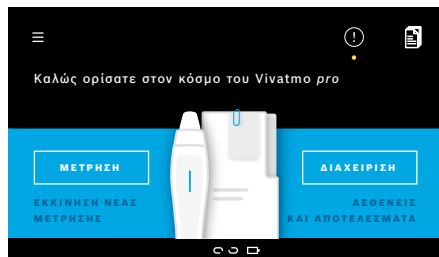 Καλώς ορίσατε στον κόσμο του Vivatmo pro
ΜΕΤΡΗΣΗ
ΔΙΑΧΕΙΡΙΣΗ
ΕΚΚΙΝΗΣΗ ΝΕΑΣ
ΜΕΤΡΗΣΗΣ
ΑΣΘΕΝΕΙΣ
ΚΑΙ ΑΠΟΤΕΛΕΣΜΑΤΑ